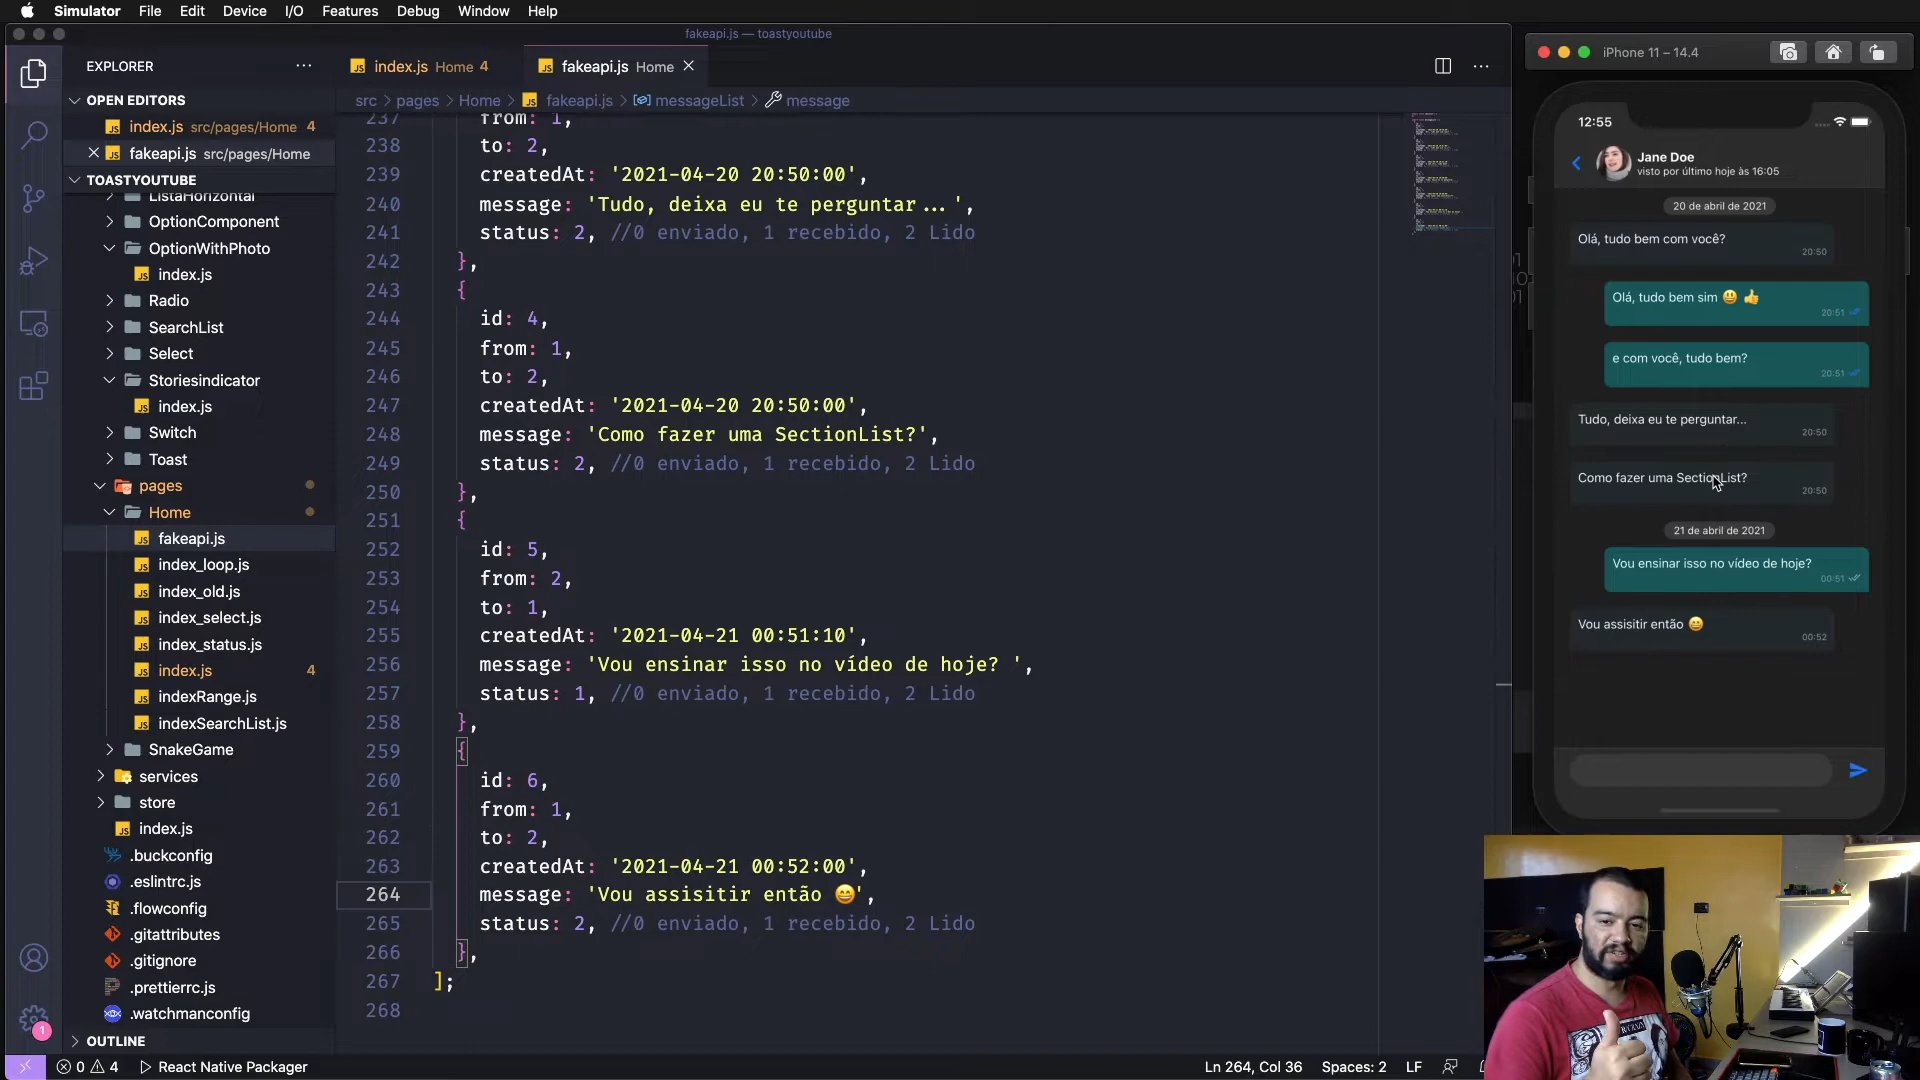 Simulator File Edit Device I/O Features Debug Window Help
fakeapi.js — toastyoutube
EXPLORER
OPEN EDITORS
index.js src/pages/Home 4
fakeapi.js src/pages/Home
TOASTYOUTUBE
ListaHorizontal
OptionComponent
OptionWithPhoto
index.js
Radio
SearchList
Select
Storiesindicator
index.js
Switch
Toast
pages
Home
fakeapi.js
index_loop.js
index_old.js
index_select.js
index_status.js
index.js 4
indexRange.js
indexSearchList.js
SnakeGame
services
store
index.js
.buckconfig
.eslintrc.js
.flowconfig
.gitattributes
.gitignore
.prettierrc.js
.watchmanconfig
OUTLINE
index.js Home 4
fakeapi.js Home
src > pages > Home > fakeapi.js > messageList > message
237 from: 1,
238 to: 2,
239 createdAt: '2021-04-20 20:50:00',
240 message: 'Tudo, deixa eu te perguntar...',
241 status: 2, //0 enviado, 1 recebido, 2 Lido
242 },
243 {
244 id: 4,
245 from: 1,
246 to: 2,
247 createdAt: '2021-04-20 20:50:00',
248 message: 'Como fazer uma SectionList?',
249 status: 2, //0 enviado, 1 recebido, 2 Lido
250 },
251 {
252 id: 5,
253 from: 2,
254 to: 1,
255 createdAt: '2021-04-21 00:51:10',
256 message: 'Vou ensinar isso no vídeo de hoje? ',
257 status: 1, //0 enviado, 1 recebido, 2 Lido
258 },
259 {
260 id: 6,
261 from: 1,
262 to: 2,
263 createdAt: '2021-04-21 00:52:00',
264 message: 'Vou assisitir então 😄',
265 status: 2, //0 enviado, 1 recebido, 2 Lido
266 },
267 ];
268
iPhone 11 – 14.4
12:55
Jane Doe
visto por último hoje às 16:05
20 de abril de 2021
Olá, tudo bem com você?
20:50
Olá, tudo bem sim 😃 👍
20:51
e com você, tudo bem?
20:51
Tudo, deixa eu te perguntar...
20:50
Como fazer uma SectionList?
20:50
21 de abril de 2021
Vou ensinar isso no vídeo de hoje?
00:51
Vou assisitir então 😄
00:52
1
0 4 React Native Packager
Ln 264, Col 36 Spaces: 2 LF